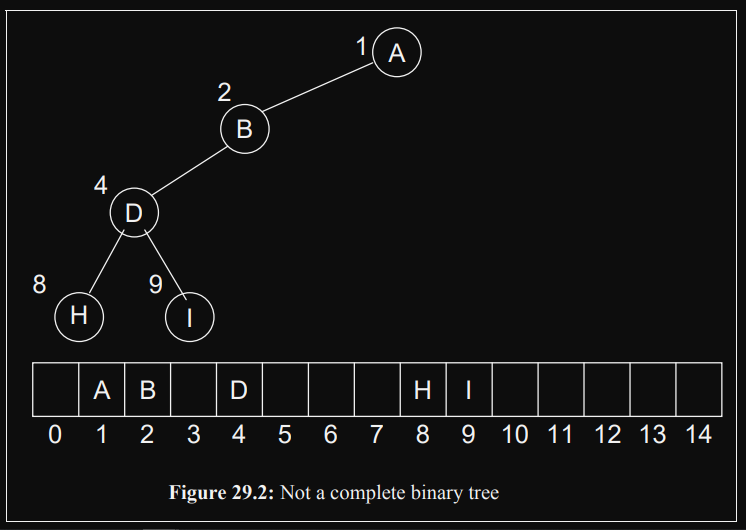 1 A
2
B
4
D
8 9
H I
A B D H I
0 1 2 3 4 5 6 7 8 9 10 11 12 13 14
Figure 29.2: Not a complete binary tree